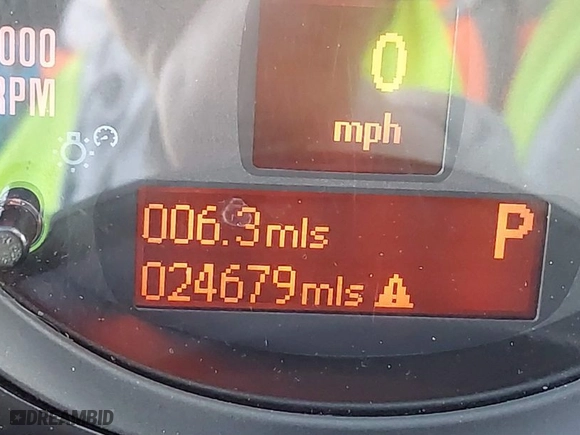 000
RPM
0
mph
006.3mls P
024679mls
DREAMBID